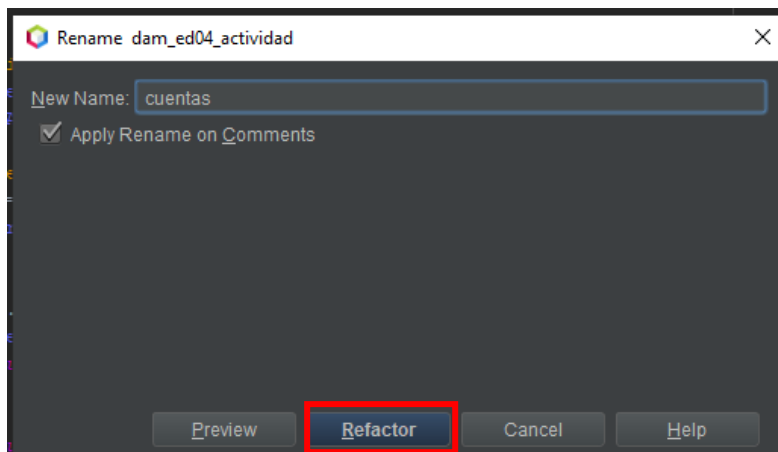 Rename dam_ed04_actividad
New Name: cuentas
Apply Rename on Comments
Preview Refactor Cancel Help